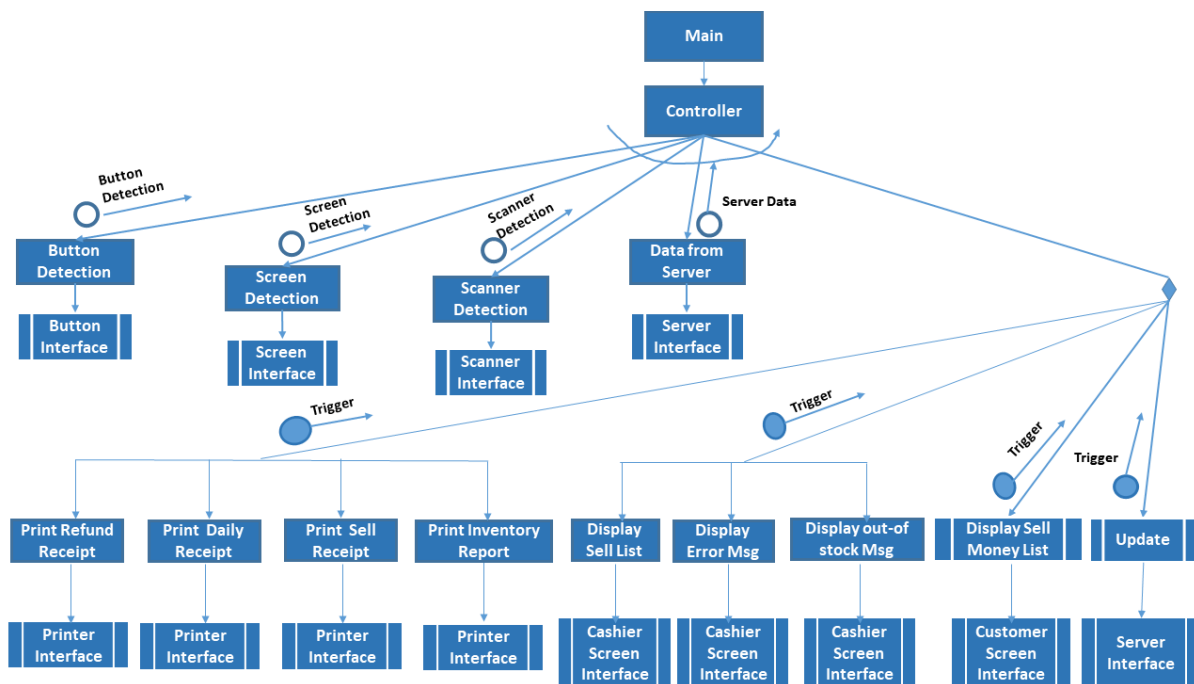 Main
Controller
Button
Detection
Screen
Detection
Scanner
Detection
Server Data
Button
Detection
Screen
Detection
Scanner
Detection
Data from
Server
Button
Interface
Screen
Interface
Scanner
Interface
Server
Interface
Trigger
Trigger
Trigger
Trigger
Print Refund
Receipt
Print Daily
Receipt
Print Sell
Receipt
Print Inventory
Report
Display
Sell List
Display
Error Msg
Display out-of
stock Msg
Display Sell
Money List
Update
Printer
Interface
Printer
Interface
Printer
Interface
Printer
Interface
Cashier
Screen
Interface
Cashier
Screen
Interface
Cashier
Screen
Interface
Customer
Screen
Interface
Server
Interface